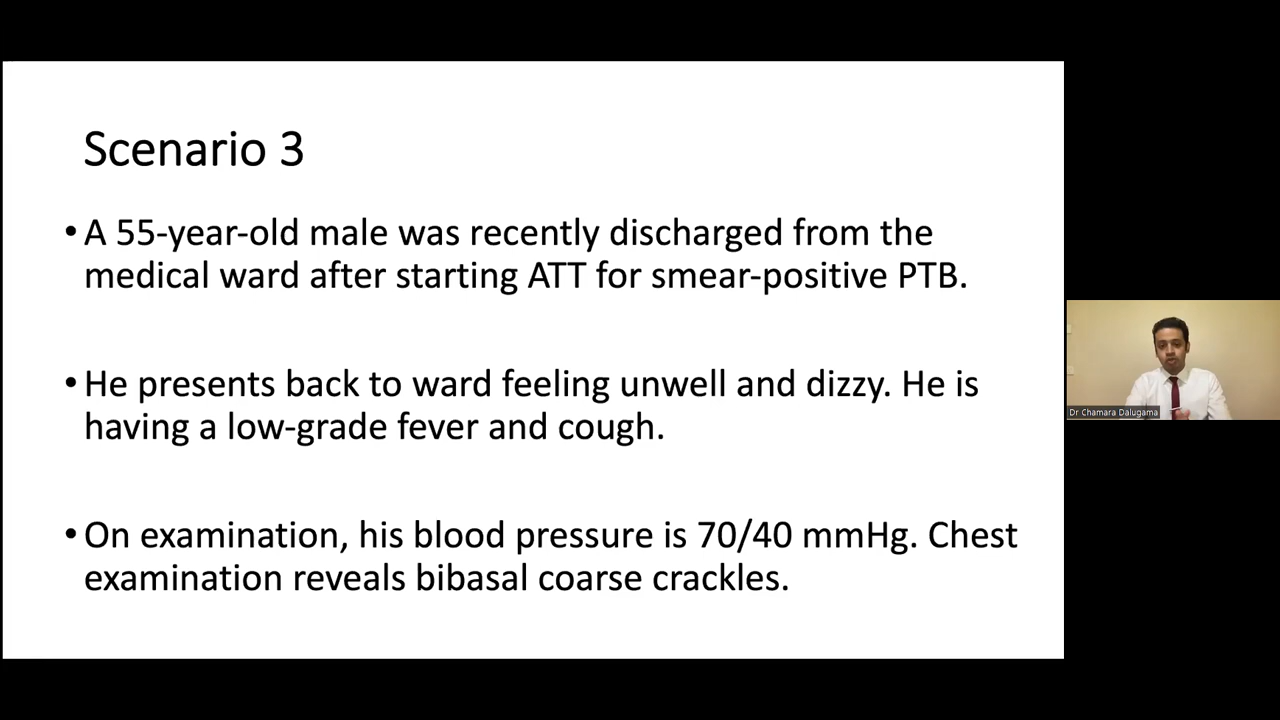 Scenario 3
•A 55-year-old male was recently discharged from the
medical ward after starting ATT for smear-positive PTB.
•He presents back to ward feeling unwell and dizzy. He is
having a low-grade fever and cough.
•On examination, his blood pressure is 70/40 mmHg. Chest
examination reveals bibasal coarse crackles.
Dr Chamara Dalugama